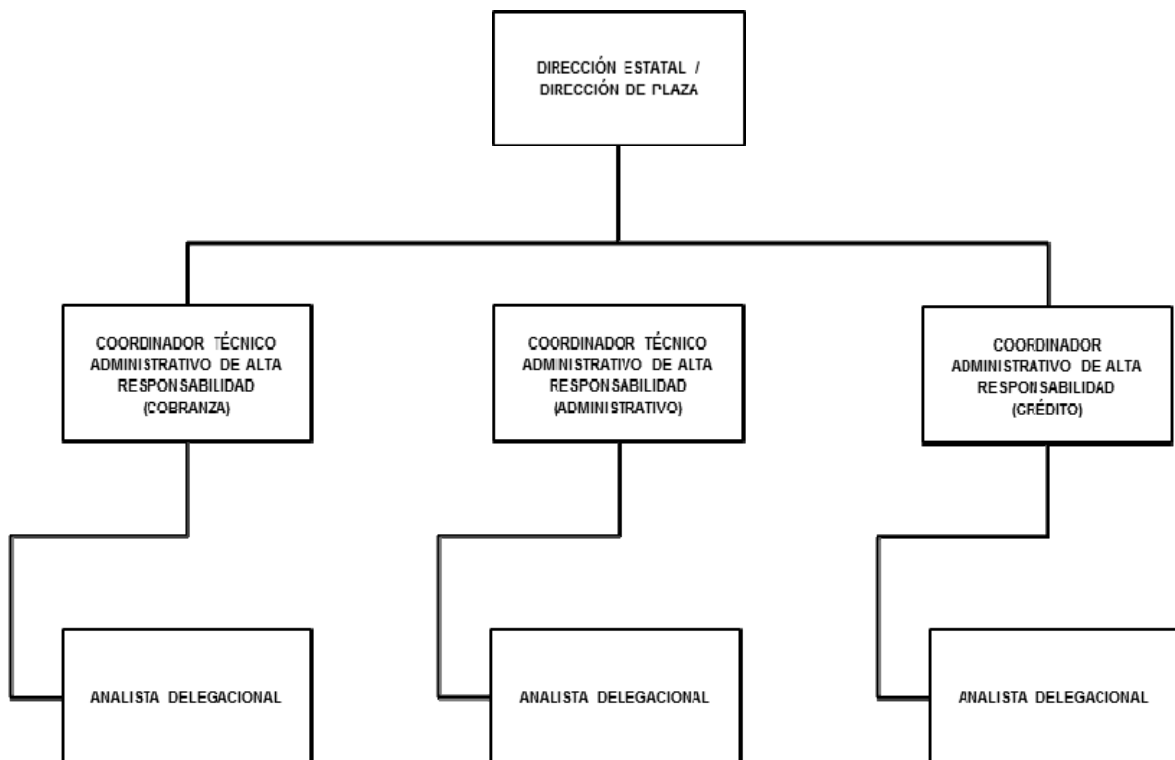 DIRECCIÓN ESTATAL /
DIRECCIÓN DE PLAZA
COORDINADOR TÉCNICO
ADMINISTRATIVO DE ALTA
RESPONSABILIDAD
(COBRANZA)
COORDINADOR TÉCNICO
ADMINISTRATIVO DE ALTA
RESPONSABILIDAD
(ADMINISTRATIVO)
COORDINADOR
ADMINISTRATIVO DE ALTA
RESPONSABILIDAD
(CRÉDITO)
ANALISTA DELEGACIONAL
ANALISTA DELEGACIONAL
ANALISTA DELEGACIONAL